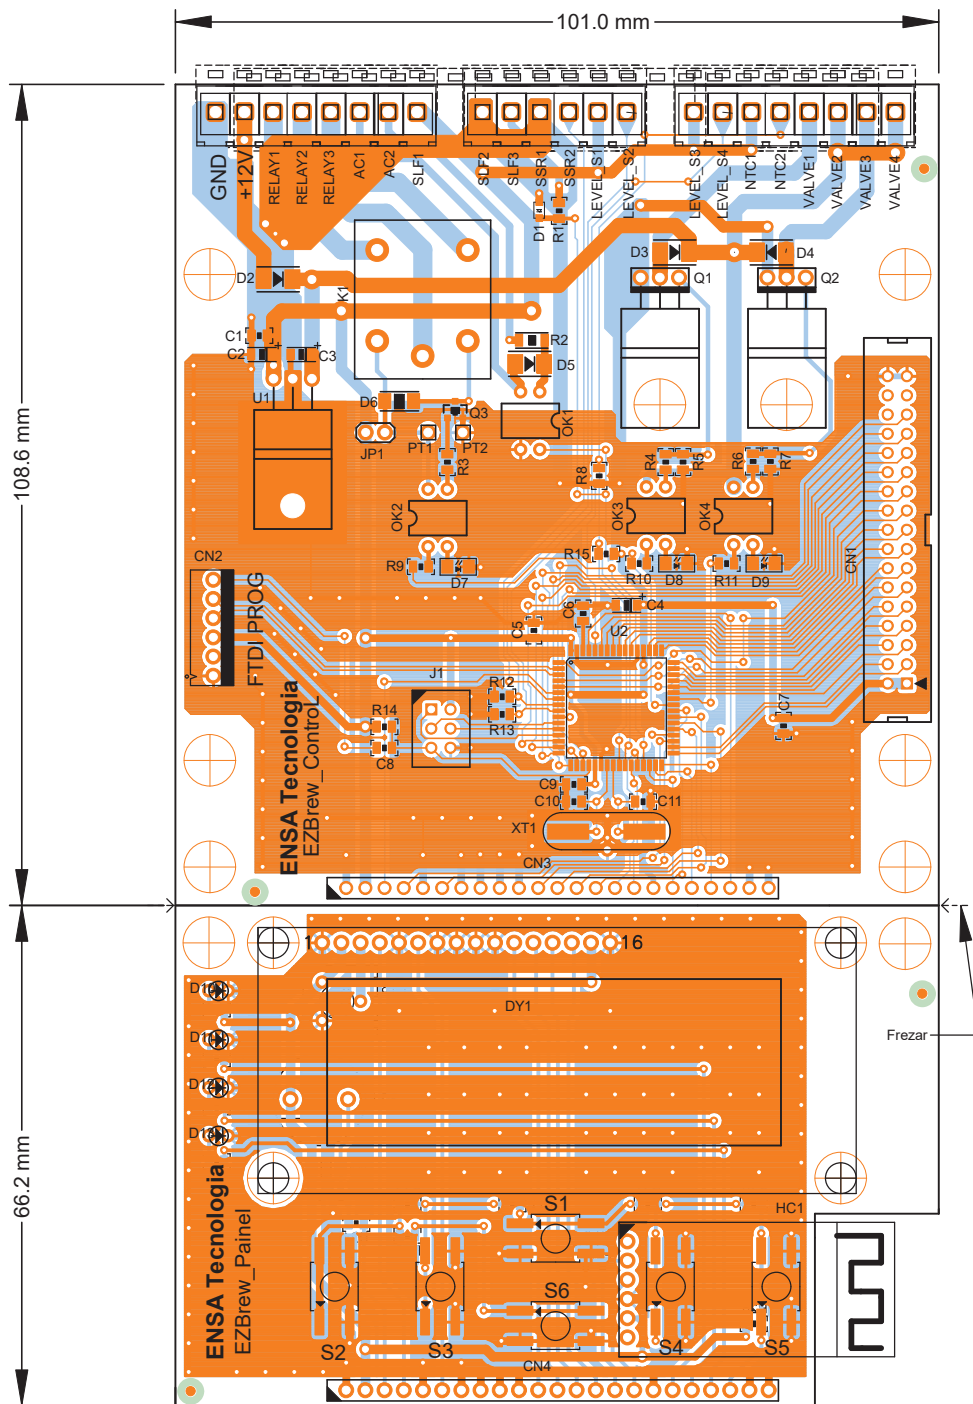 101.0 mm
108.6 mm
66.2 mm
GND
+12V
RELAY1
RELAY2
RELAY3
AC1
AC2
SLF1
SLF2
SLF3
SSR1
SSR2
LEVEL_S1
LEVEL_S2
LEVEL_S3
LEVEL_S4
NTC1
NTC2
VALVE1
VALVE2
VALVE3
VALVE4
D1
R1
D2
K1
D3
D4
Q1
Q2
C1
C2
C3
R2
D5
U1
D6
Q3
OK1
JP1
PT1
PT2
R3
R8
R4
R5
R6
R7
OK2
OK3
OK4
CN1
CN2
R9
D7
R15
R10
D8
R11
D9
FTDI PROG
C6
C4
C5
U2
J1
R12
R13
R14
C8
C7
C9
C10
C11
XT1
CN3
ENSA Tecnologia
EZBrew_ControL
1
16
D10
DY1
D11
Frezar
D12
D13
ENSA Tecnologia
EZBrew_Painel
S1
HC1
S6
S2
S3
S4
S5
CN4